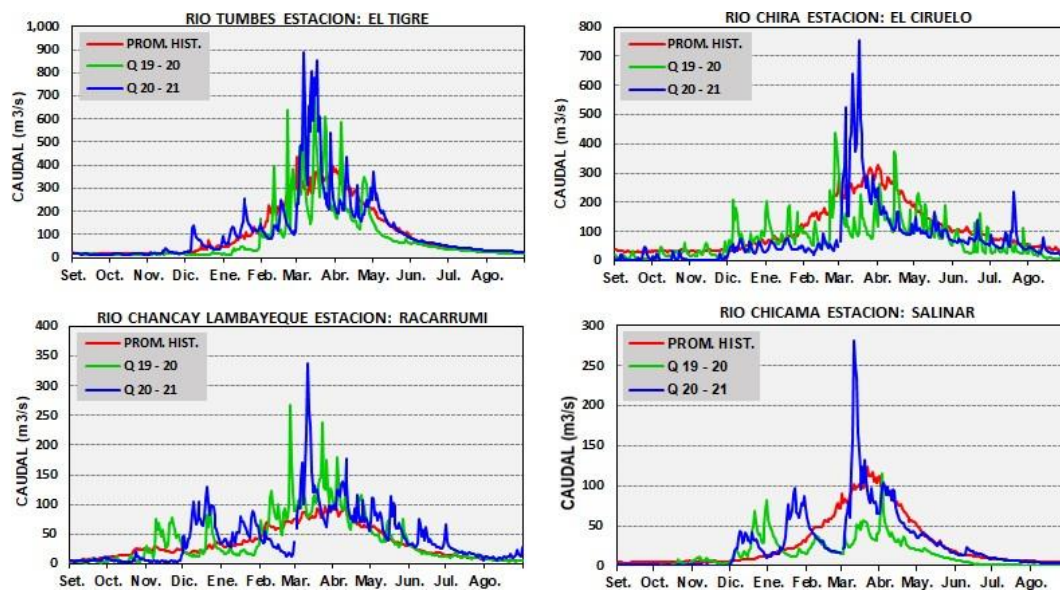 RIO TUMBES ESTACION: EL TIGRE
CAUDAL (m3/s)
1,000
900
800
700
600
500
400
300
200
100
0
PROM. HIST.
Q 19 - 20
Q 20 - 21
Set. Oct. Nov. Dic. Ene. Feb. Mar. Abr. May. Jun. Jul. Ago.
RIO CHIRA ESTACION: EL CIRUELO
CAUDAL (m3/s)
800
700
600
500
400
300
200
100
0
PROM. HIST.
Q 19 - 20
Q 20 - 21
Set. Oct. Nov. Dic. Ene. Feb. Mar. Abr. May. Jun. Jul. Ago.
RIO CHANCAY LAMBAYEQUE ESTACION: RACARRUMI
CAUDAL (m3/s)
400
350
300
250
200
150
100
50
0
PROM. HIST.
Q 19 - 20
Q 20 - 21
Set. Oct. Nov. Dic. Ene. Feb. Mar. Abr. May. Jun. Jul. Ago.
RIO CHICAMA ESTACION: SALINAR
CAUDAL (m3/s)
300
250
200
150
100
50
0
PROM. HIST.
Q 19 - 20
Q 20 - 21
Set. Oct. Nov. Dic. Ene. Feb. Mar. Abr. May. Jun. Jul. Ago.